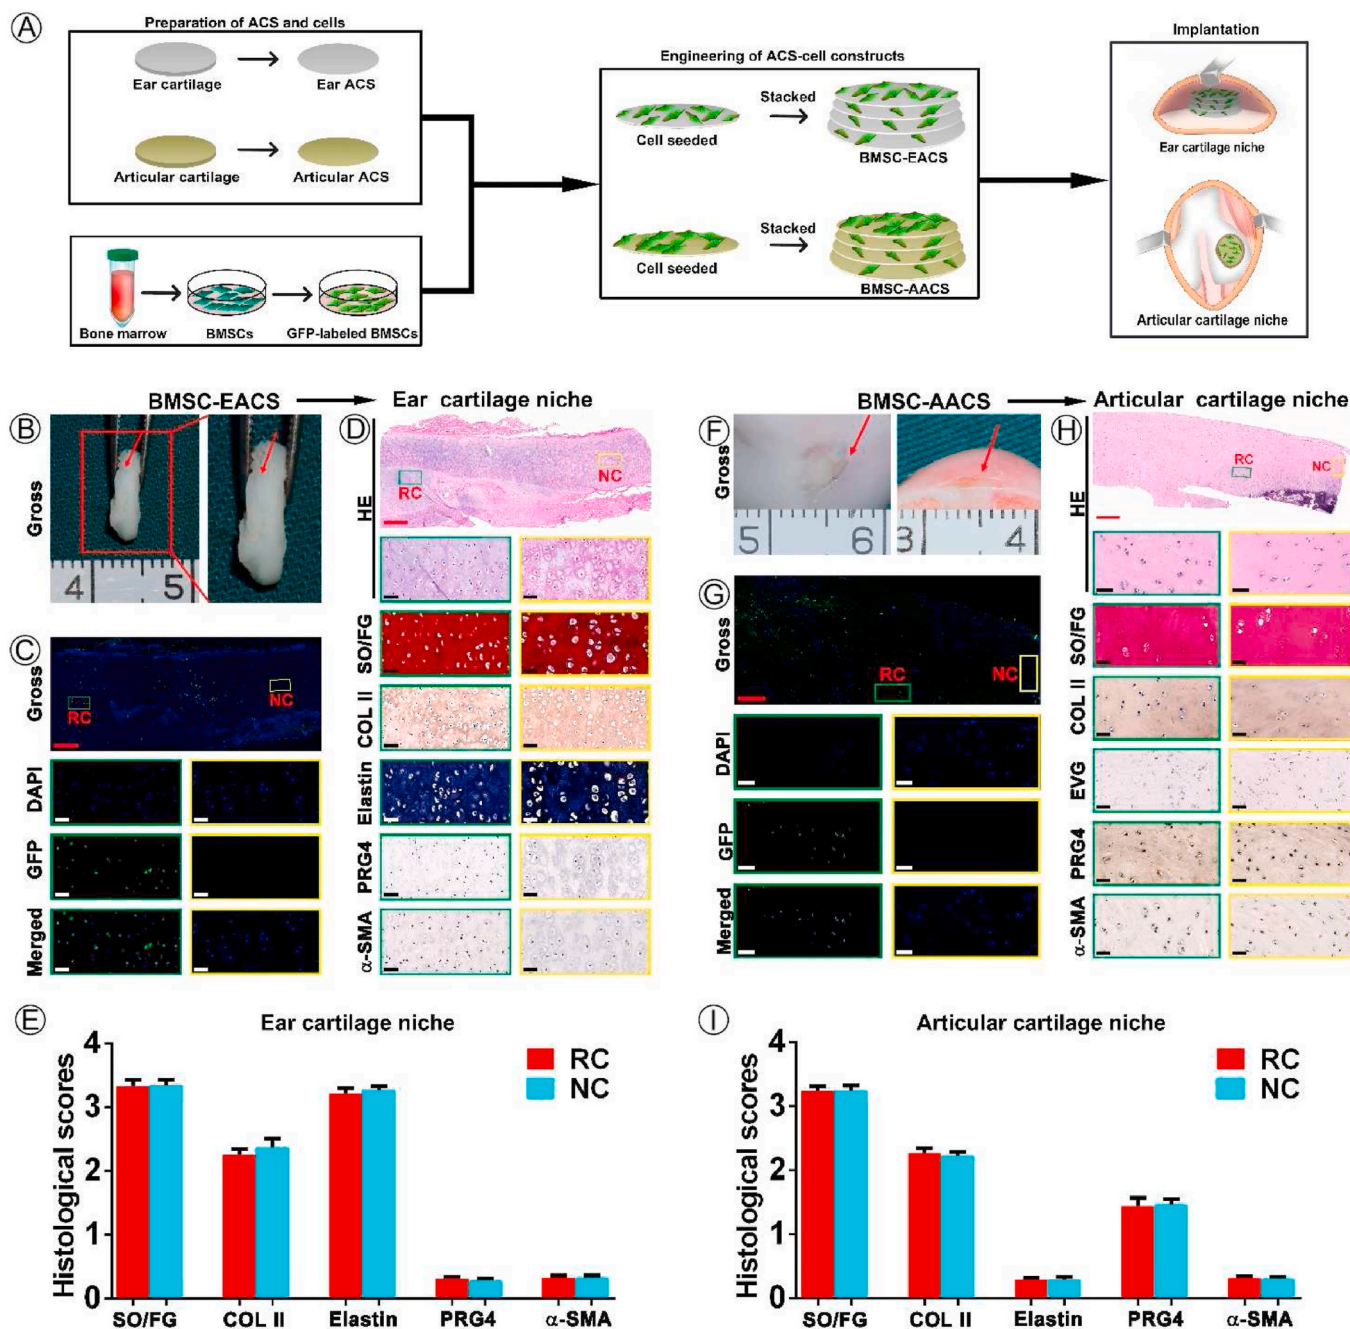 A
Preparation of ACS and cells
Ear cartilage
Ear ACS
Articular cartilage
Articular ACS
Bone marrow
BMSCs
GFP-labeled BMSCs
Engineering of ACS-cell constructs
Stacked
Cell seeded
BMSC-EACS
Stacked
Cell seeded
BMSC-AACS
Implantation
Ear cartilage niche
Articular cartilage niche
BMSC-EACS
Ear cartilage niche
B
Gross
4
5
C
Gross
RC
NC
DAPI
GFP
Merged
D
HE
RC
NC
SO/FG
COL II
Elastin
PRG4
α-SMA
BMSC-AACS
Articular cartilage niche
F
Gross
5
6
3
4
G
Gross
RC
NC
DAPI
GFP
Merged
H
HE
RC
NC
SO/FG
COL II
EVG
PRG4
α-SMA
E
Ear cartilage niche
Histological scores
4
3
2
1
0
RC
NC
SO/FG
COL II
Elastin
PRG4
α-SMA
I
Articular cartilage niche
Histological scores
4
3
2
1
0
RC
NC
SO/FG
COL II
Elastin
PRG4
α-SMA